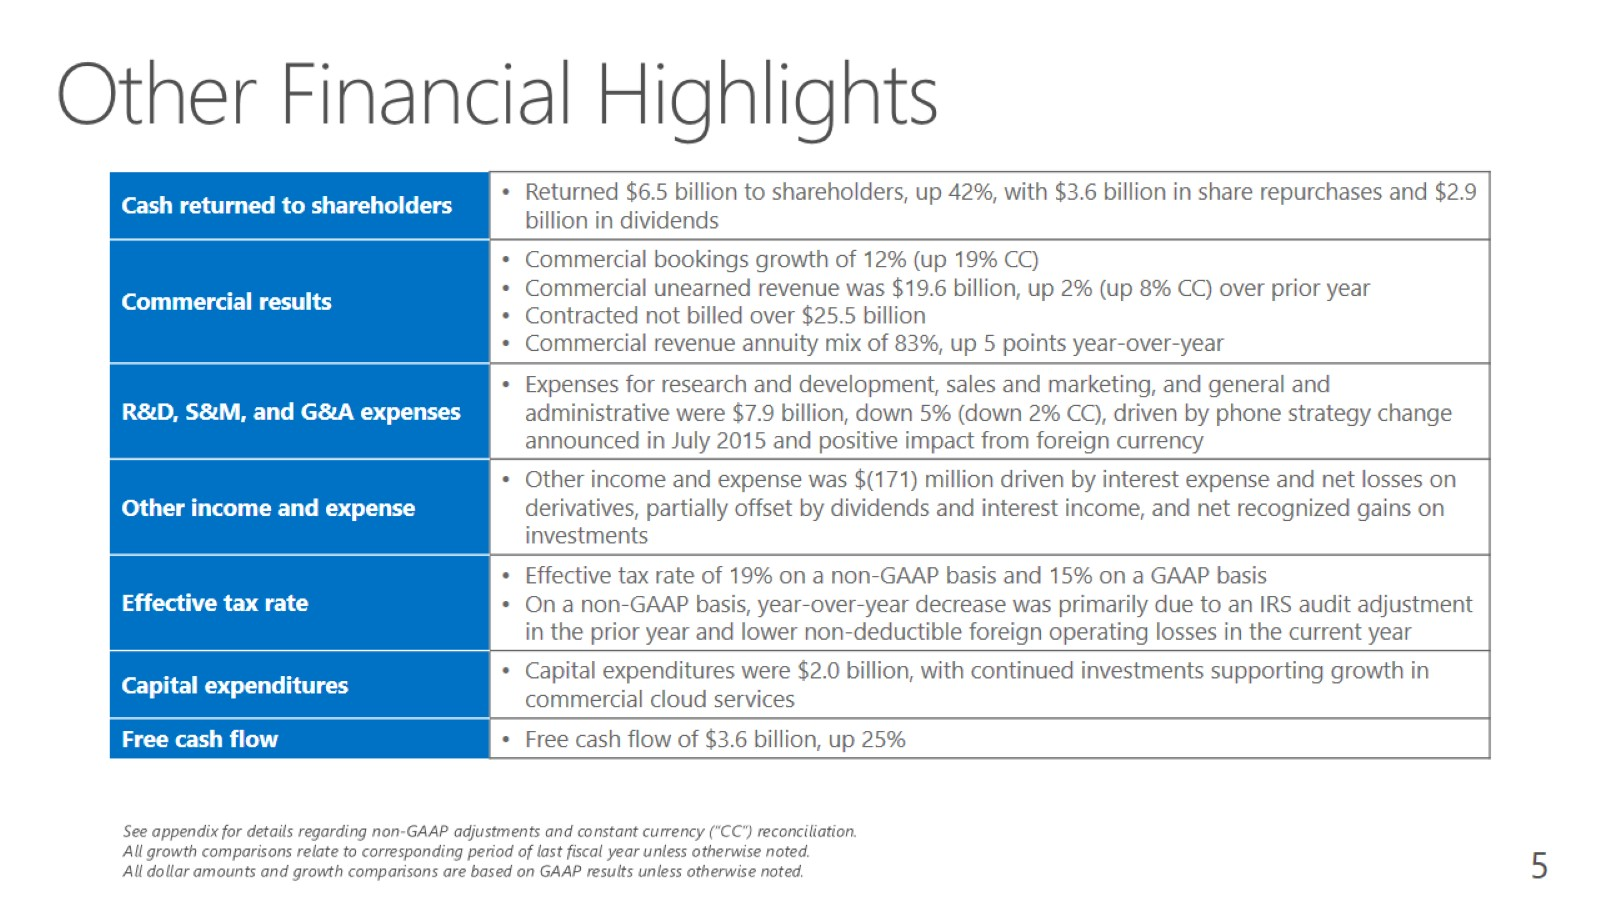 Other Financial Highlights
Cash returned to shareholders
• Returned $6.5 billion to shareholders, up 42%, with $3.6 billion in share repurchases and $2.9
billion in dividends
Commercial results
• Commercial bookings growth of 12% (up 19% CC)
• Commercial unearned revenue was $19.6 billion, up 2% (up 8% CC) over prior year
• Contracted not billed over $25.5 billion
• Commercial revenue annuity mix of 83%, up 5 points year-over-year
R&D, S&M, and G&A expenses
• Expenses for research and development, sales and marketing, and general and
administrative were $7.9 billion, down 5% (down 2% CC), driven by phone strategy change
announced in July 2015 and positive impact from foreign currency
Other income and expense
• Other income and expense was $(171) million driven by interest expense and net losses on
derivatives, partially offset by dividends and interest income, and net recognized gains on
investments
Effective tax rate
• Effective tax rate of 19% on a non-GAAP basis and 15% on a GAAP basis
• On a non-GAAP basis, year-over-year decrease was primarily due to an IRS audit adjustment
in the prior year and lower non-deductible foreign operating losses in the current year
Capital expenditures
• Capital expenditures were $2.0 billion, with continued investments supporting growth in
commercial cloud services
Free cash flow
• Free cash flow of $3.6 billion, up 25%
See appendix for details regarding non-GAAP adjustments and constant currency ("CC") reconciliation.
All growth comparisons relate to corresponding period of last fiscal year unless otherwise noted.
All dollar amounts and growth comparisons are based on GAAP results unless otherwise noted.
5